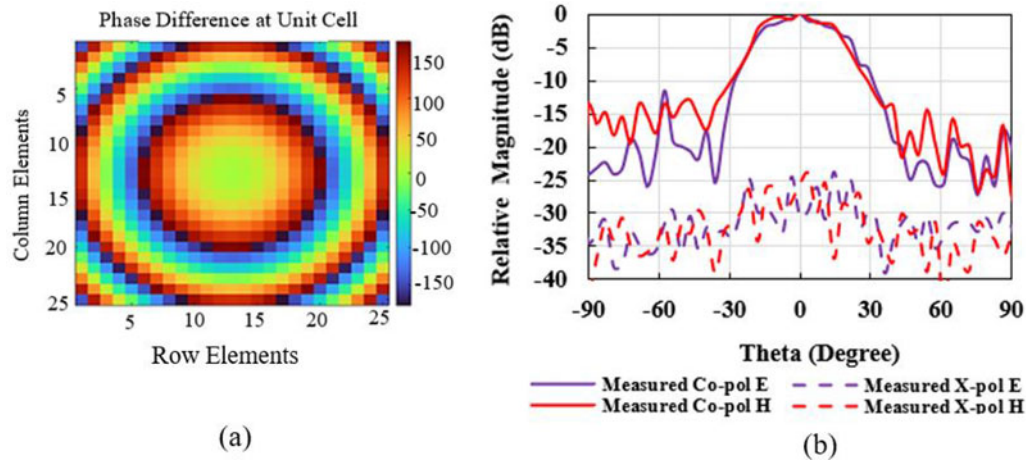 Phase Difference at Unit Cell
5
10
15
20
25
5 10 15 20 25
Column Elements
Row Elements
150
100
50
0
-50
-100
-150
(a)
0
-5
-10
-15
-20
-25
-30
-35
-40
Relative Magnitude (dB)
-90 -60 -30 0 30 60 90
Theta (Degree)
Measured Co-pol E Measured X-pol E
Measured Co-pol H Measured X-pol H
(b)